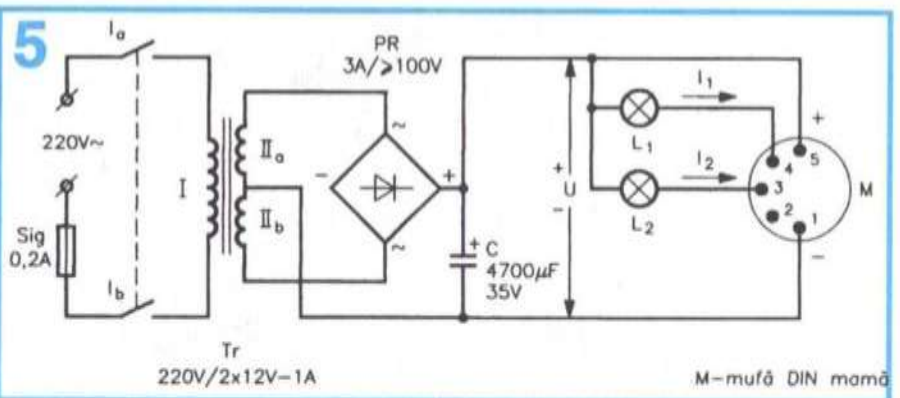 5
Ia
PR
3A/⩾100V
I1
+
~
L1
4
5
220V~
I
IIa
-
+
+
U
-
I2
3
M
L2
2
1
IIb
~
+
C
4700µF
35V
-
Sig
0,2A
Ib
Tr
220V/2x12V-1A
M-mufă DIN mamă